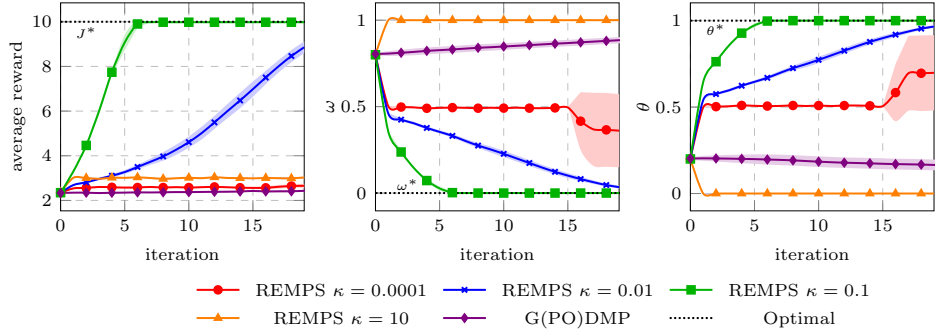 10
8
6
4
2
average reward
J*
0 5 10 15
iteration
1
0.5
0
ω
ω*
0 5 10 15
iteration
1
0.5
0
θ
θ*
0 5 10 15
iteration
REMPS κ = 0.0001
REMPS κ = 0.01
REMPS κ = 0.1
REMPS κ = 10
G(PO)DMP
Optimal